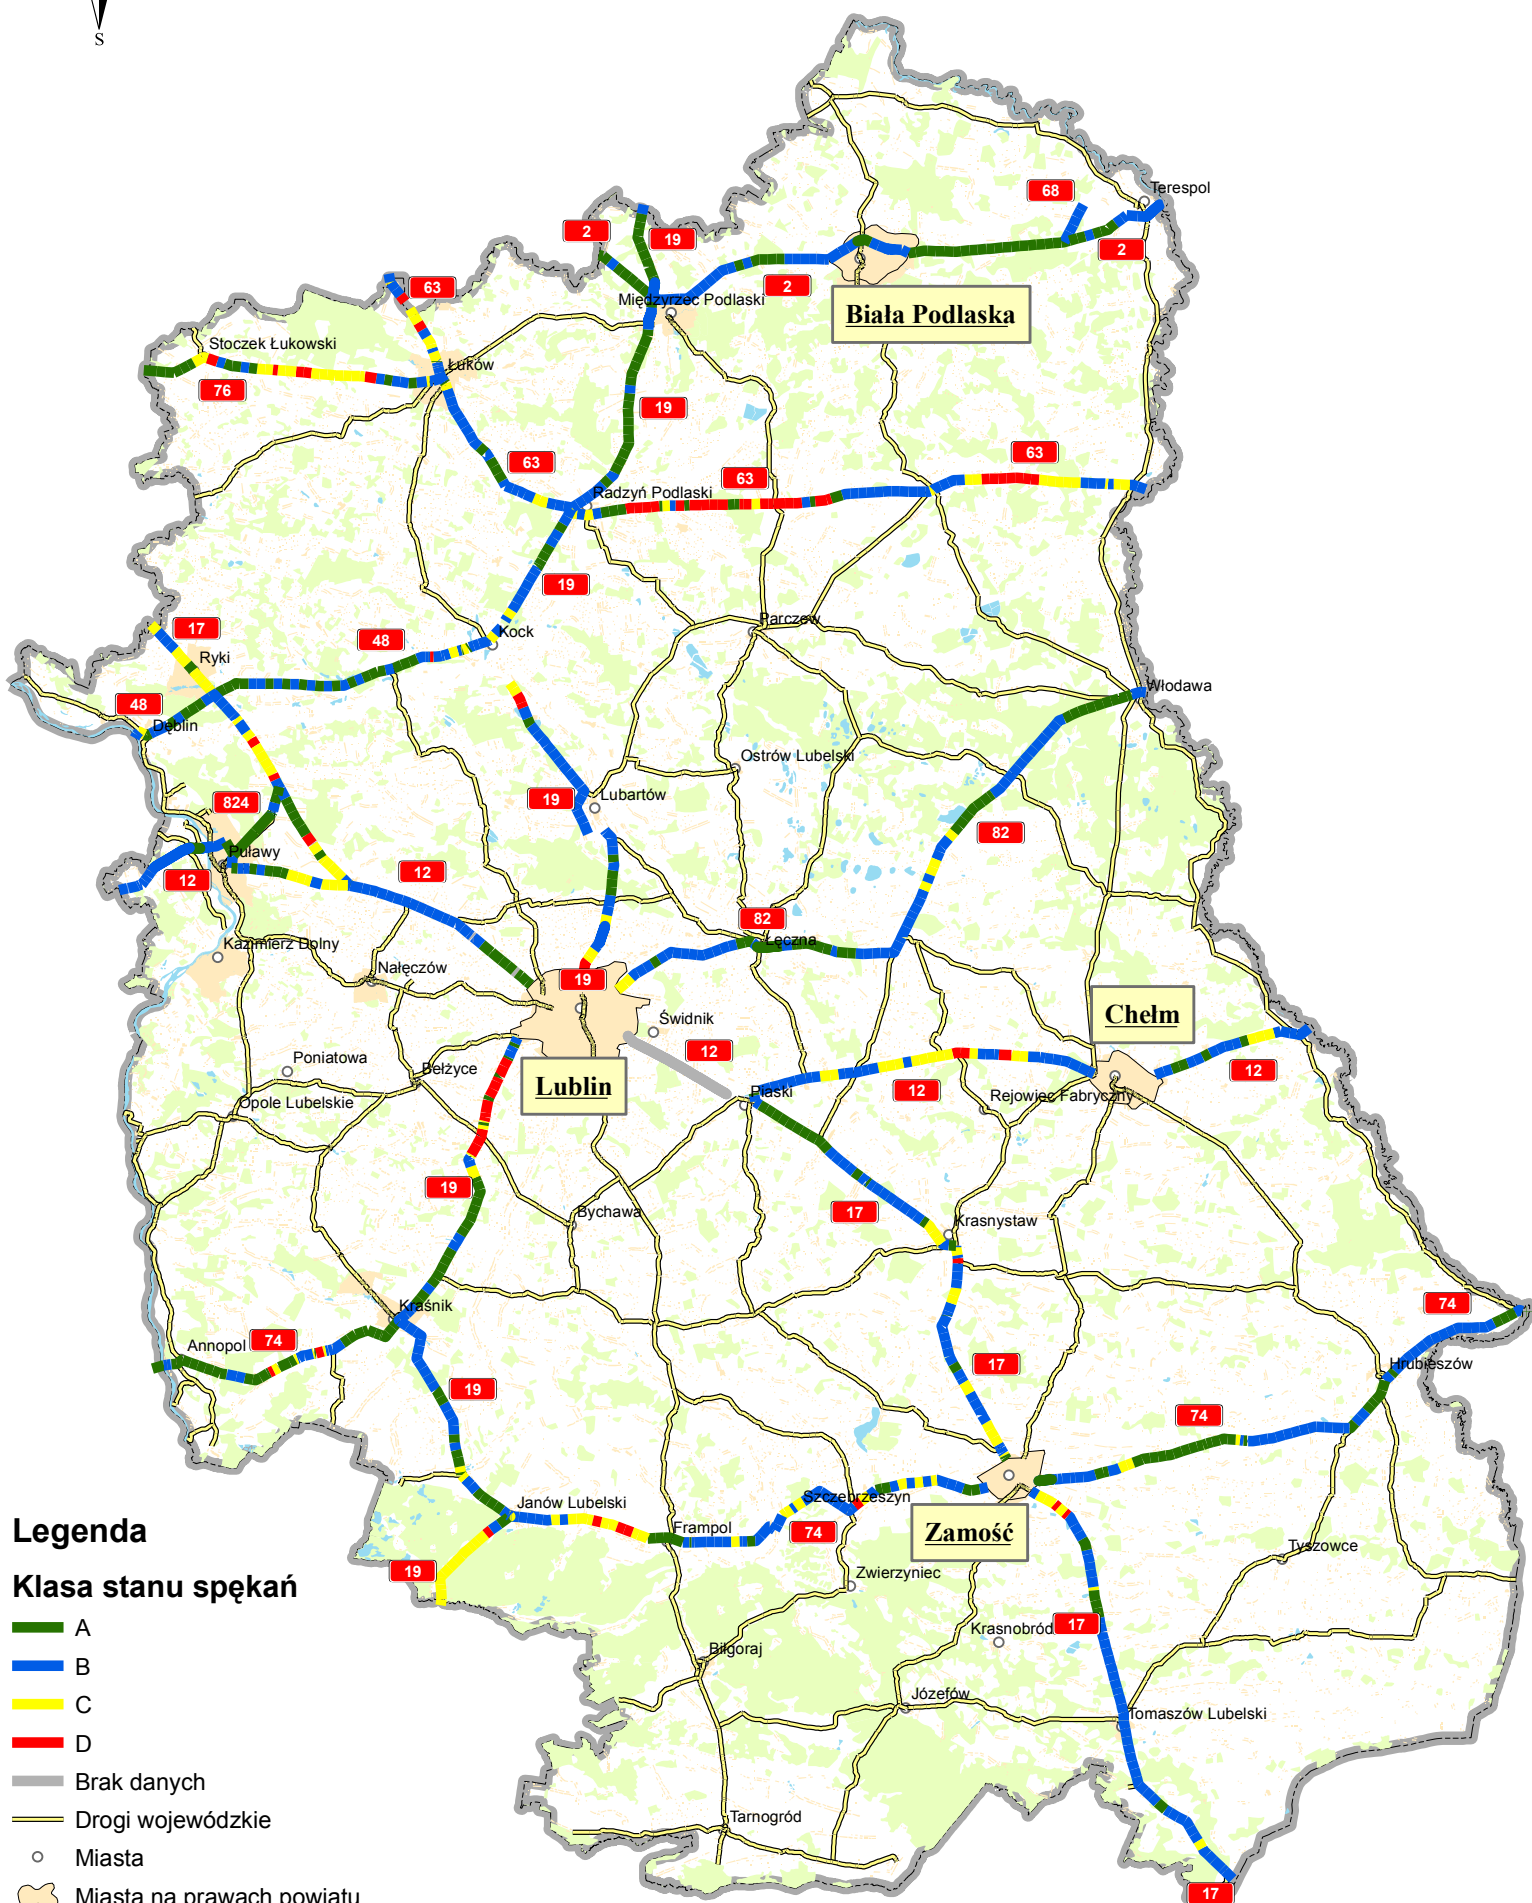 S
68
Terespol
2
19
2
2
63
Międzyrzec Podlaski
Biała Podlaska
Stoczek Łukowski
Łuków
76
19
63
63
63
Radzyń Podlaski
19
17
48
Kock
Parczew
Ryki
48
Dęblin
Włodawa
Ostrów Lubelski
824
19
Lubartów
82
Puławy
12
12
82
Łęczna
Kazimierz Dolny
Nałęczów
19
Chełm
Świdnik
12
Poniatowa
Bełżyce
Lublin
12
12
Piaski
Rejowiec Fabryczny
Opole Lubelskie
19
Bychawa
17
Krasnystaw
Kraśnik
74
Annopol
74
17
Hrubieszów
19
74
Szczebrzeszyn
Janów Lubelski
Frampol
74
Zamość
Legenda
Tyszowce
19
Zwierzyniec
Klasa stanu spękań
A
Krasnobród
17
Biłgoraj
B
C
Józefów
Tomaszów Lubelski
D
Brak danych
Drogi wojewódzkie
Tarnogród
Miasta
Miasta na prawach powiatu
17